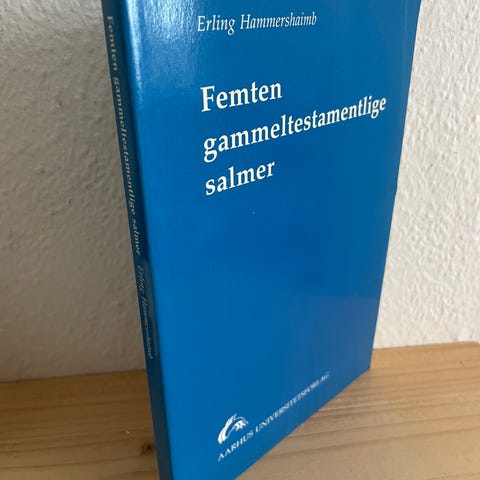 Erling Hammershaimb
Femten
gammeltestamentlige
salmer
AARHUS UNIVERSITETSFORLAG
Femten gammeltestamentlige salmer
Erling Hammershaimb